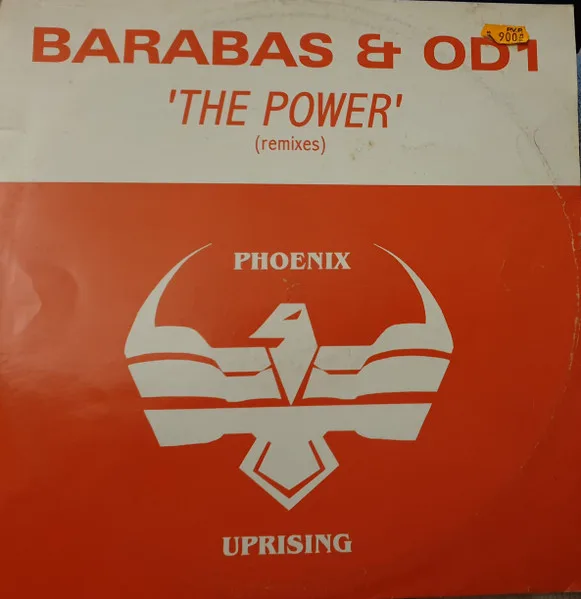 BARABAS & OD1
'THE POWER'
(remixes)
PHOENIX
UPRISING